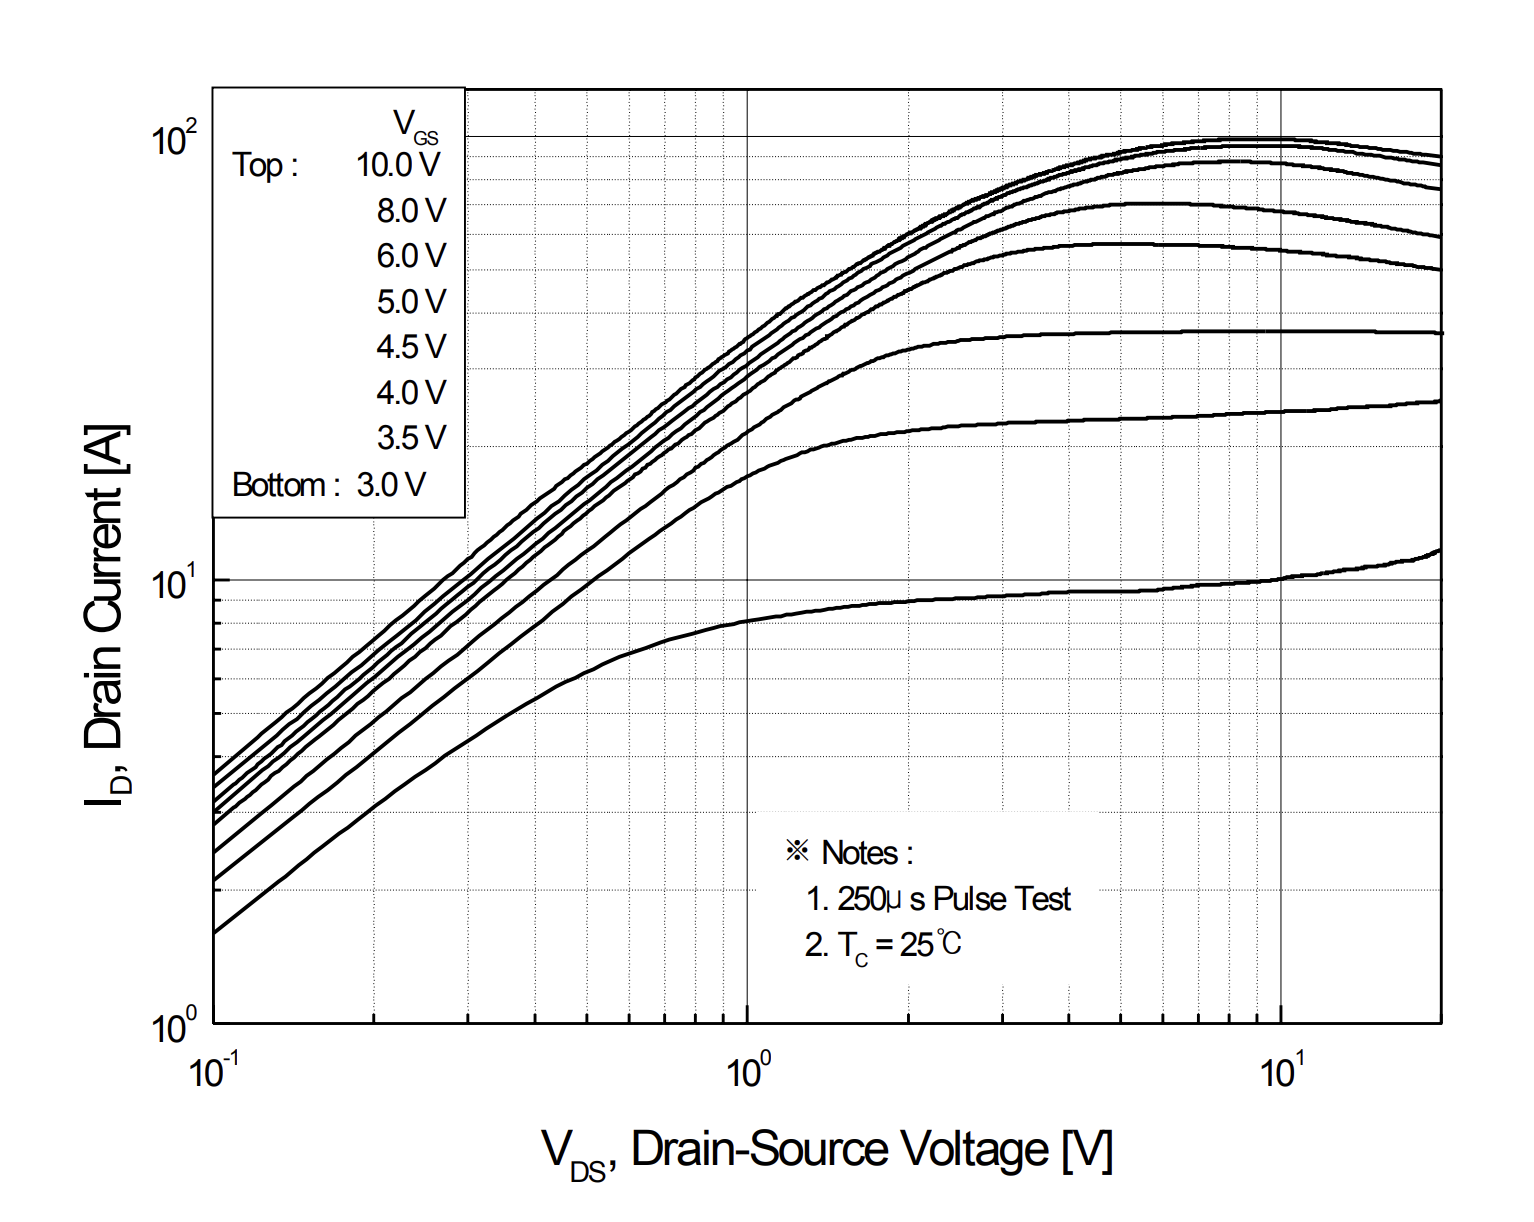 V_GS
Top : 10.0 V
8.0 V
6.0 V
5.0 V
4.5 V
4.0 V
3.5 V
Bottom : 3.0 V
10²
10¹
10⁰
I_D, Drain Current [A]
※ Notes :
1. 250μ s Pulse Test
2. T_C = 25℃
10⁻¹ 10⁰ 10¹
V_DS, Drain-Source Voltage [V]